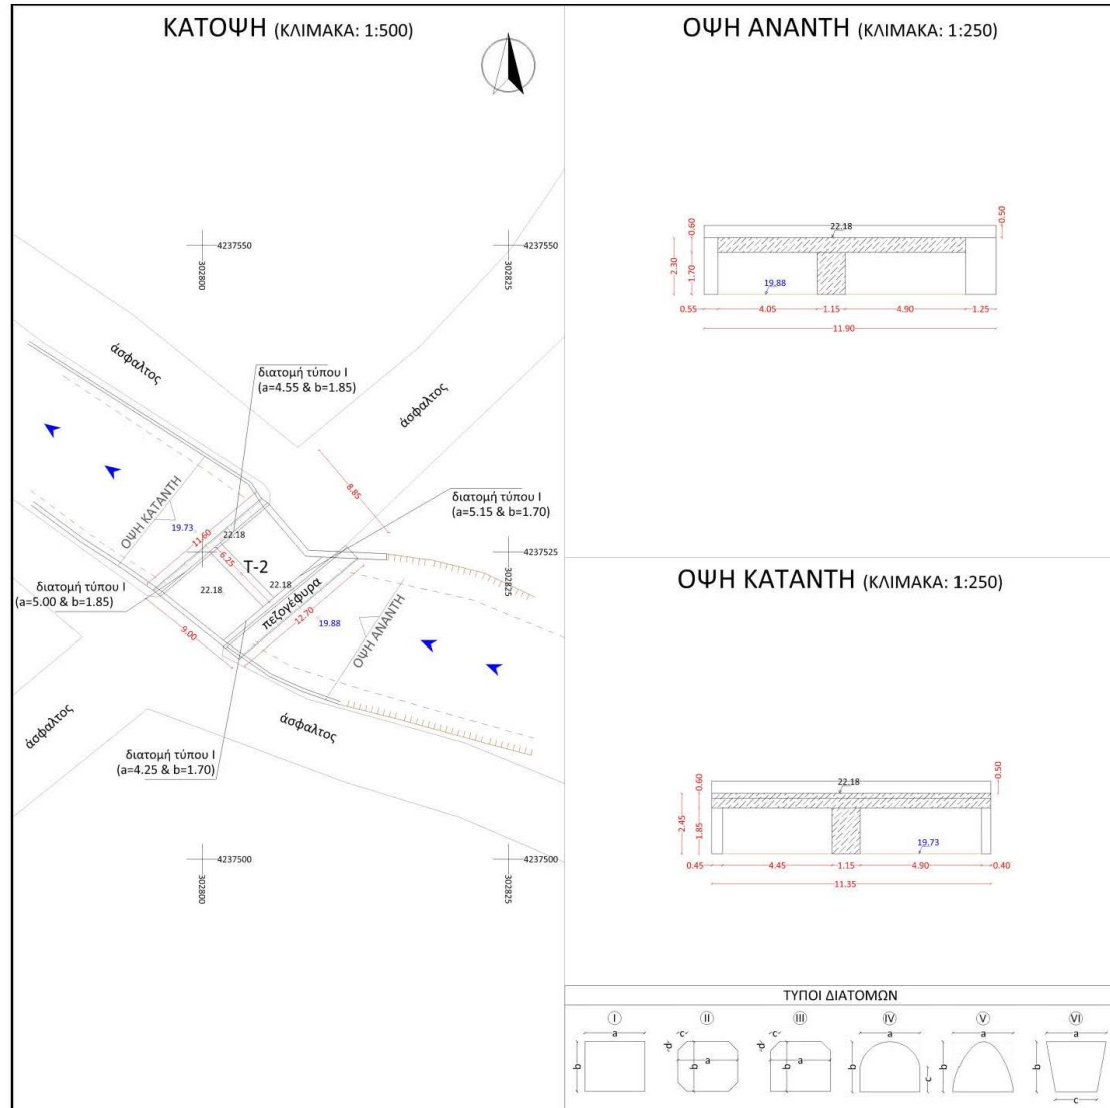 ΚΑΤΟΨΗ (ΚΛΙΜΑΚΑ: 1:500)
4237550
4237550
302800
302825
άσφαλτος
διατομή τύπου Ι
(a=4.55 & b=1.85)
άσφαλτος
8.85
διατομή τύπου Ι
(a=5.15 & b=1.70)
ΟΨΗ ΚΑΤΑΝΤΗ
19.73
11.60
22.18
6.25
T-2
4237525
302825
22.18
22.18
διατομή τύπου Ι
(a=5.00 & b=1.85)
πεζογέφυρα
12.70
19.88
ΟΨΗ ΑΝΑΝΤΗ
9.00
άσφαλτος
άσφαλτος
διατομή τύπου Ι
(a=4.25 & b=1.70)
4237500
4237500
302800
302825
ΟΨΗ ΑΝΑΝΤΗ (ΚΛΙΜΑΚΑ: 1:250)
0.60
22.18
0.50
2.30
1.70
19.88
0.55 4.05 1.15 4.90 1.25
11.90
ΟΨΗ ΚΑΤΑΝΤΗ (ΚΛΙΜΑΚΑ: 1:250)
0.60
22.18
0.50
2.45
1.85
19.73
0.45 4.45 1.15 4.90 0.40
11.35
ΤΥΠΟΙ ΔΙΑΤΟΜΩΝ
I II III IV V VI
a c c a a a
b d b a d b a b c b b c